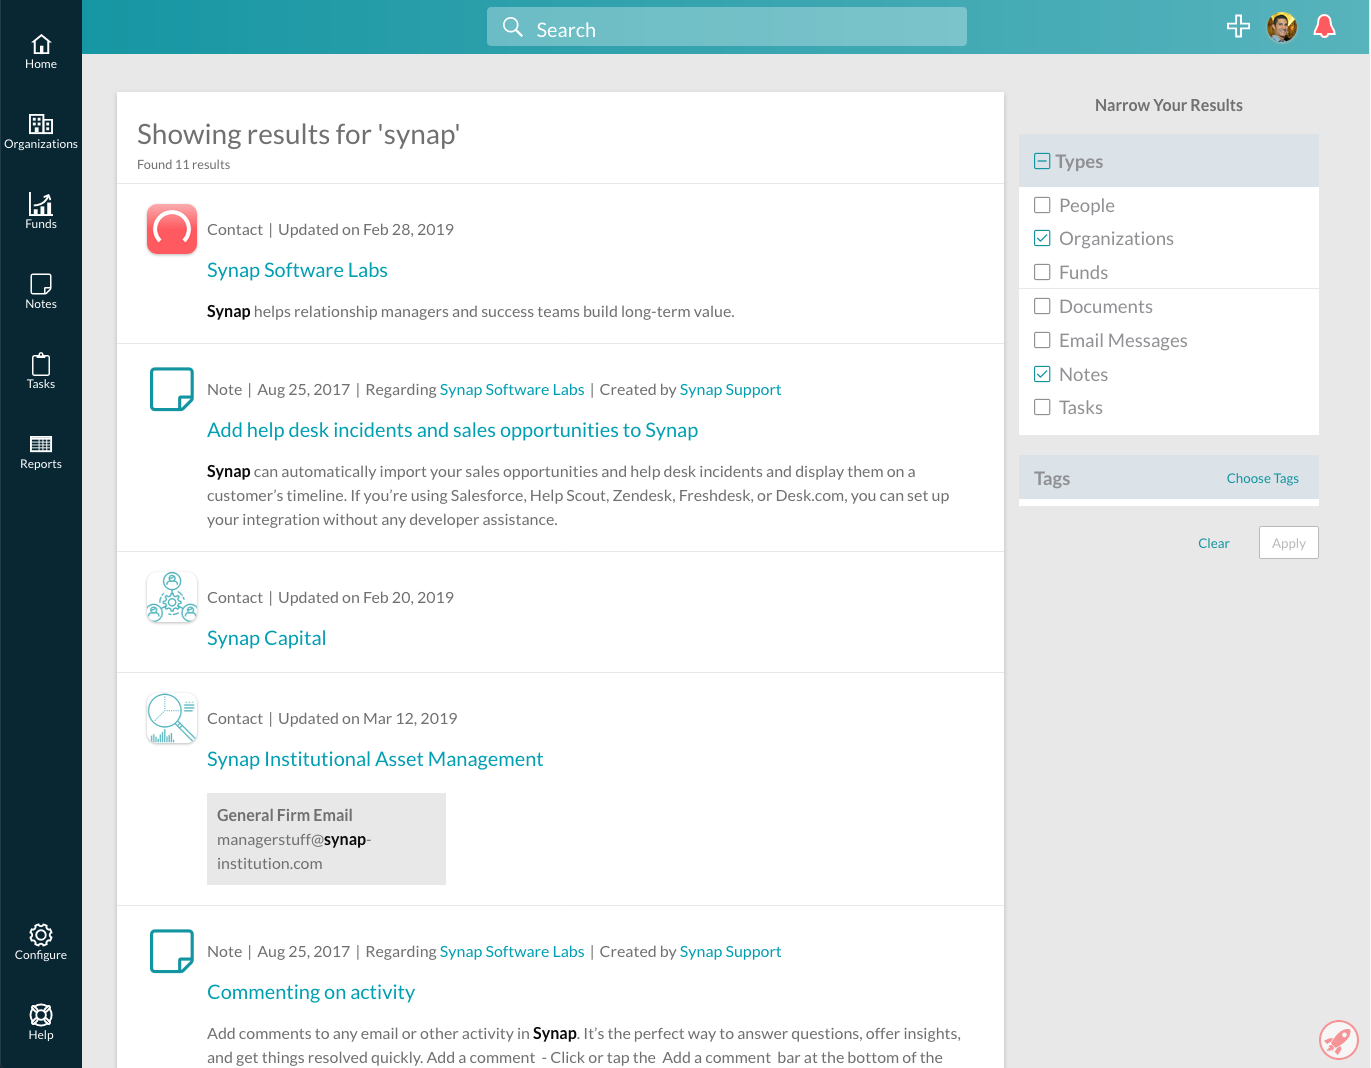 Search
Home
Organizations
Funds
Notes
Tasks
Reports
Configure
Help
Showing results for 'synap'
Found 11 results
Contact | Updated on Feb 28, 2019
Synap Software Labs
Synap helps relationship managers and success teams build long-term value.
Note | Aug 25, 2017 | Regarding Synap Software Labs | Created by Synap Support
Add help desk incidents and sales opportunities to Synap
Synap can automatically import your sales opportunities and help desk incidents and display them on a
customer’s timeline. If you’re using Salesforce, Help Scout, Zendesk, Freshdesk, or Desk.com, you can set up
your integration without any developer assistance.
Contact | Updated on Feb 20, 2019
Synap Capital
Contact | Updated on Mar 12, 2019
Synap Institutional Asset Management
General Firm Email
managerstuff@synap-
institution.com
Note | Aug 25, 2017 | Regarding Synap Software Labs | Created by Synap Support
Commenting on activity
Add comments to any email or other activity in Synap. It’s the perfect way to answer questions, offer insights,
and get things resolved quickly. Add a comment - Click or tap the Add a comment bar at the bottom of the
Narrow Your Results
Types
People
Organizations
Funds
Documents
Email Messages
Notes
Tasks
Tags Choose Tags
Clear Apply